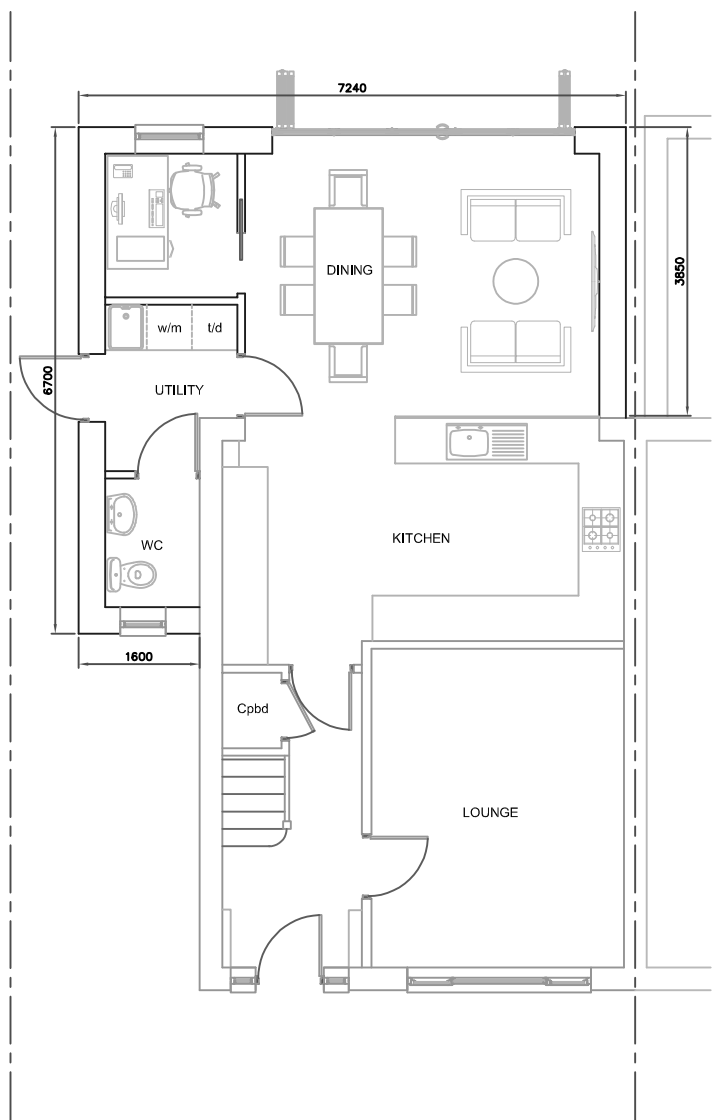 7240
DINING
3850
w/m t/d
6700
UTILITY
KITCHEN
WC
1600
Cpbd
LOUNGE